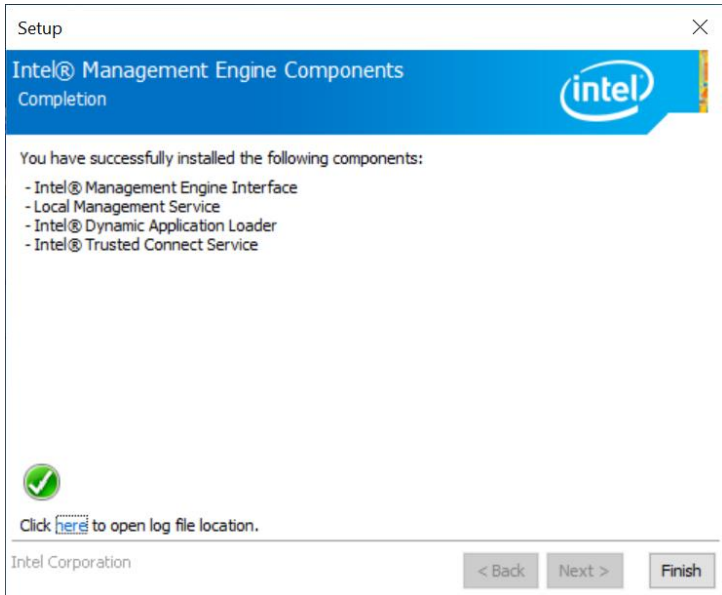 Setup
Intel® Management Engine Components
Completion
intel
You have successfully installed the following components:
- Intel® Management Engine Interface
- Local Management Service
- Intel® Dynamic Application Loader
- Intel® Trusted Connect Service
Click here to open log file location.
Intel Corporation
< Back Next > Finish